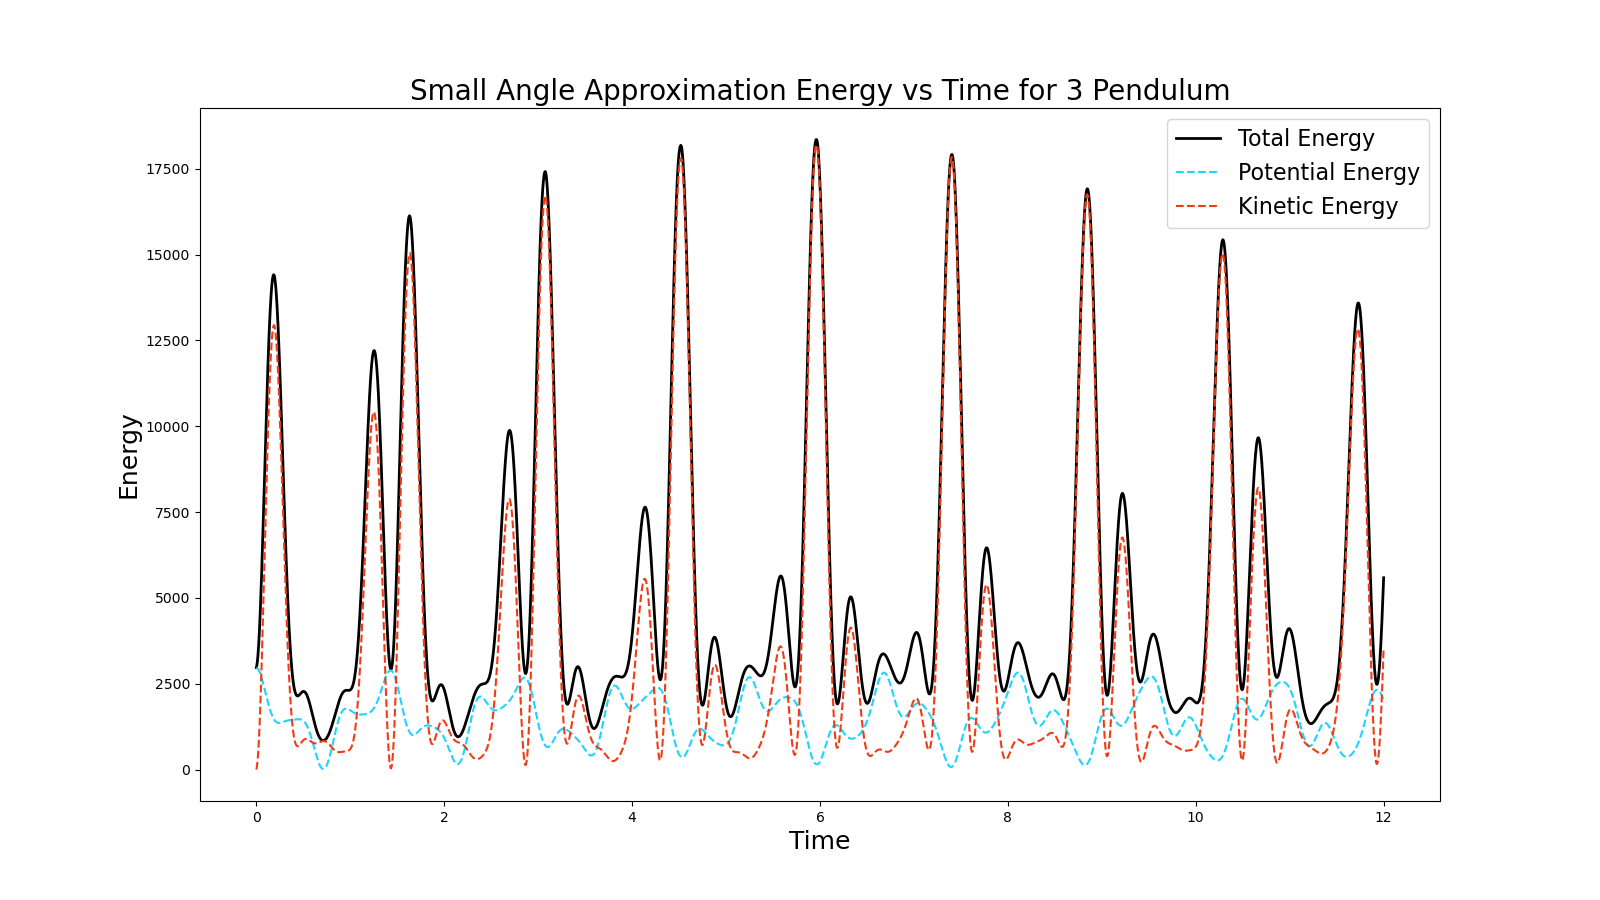 Small Angle Approximation Energy vs Time for 3 Pendulum
Total Energy
Potential Energy
Kinetic Energy
17500
15000
12500
10000
7500
5000
2500
0
Energy
0 2 4 6 8 10 12
Time